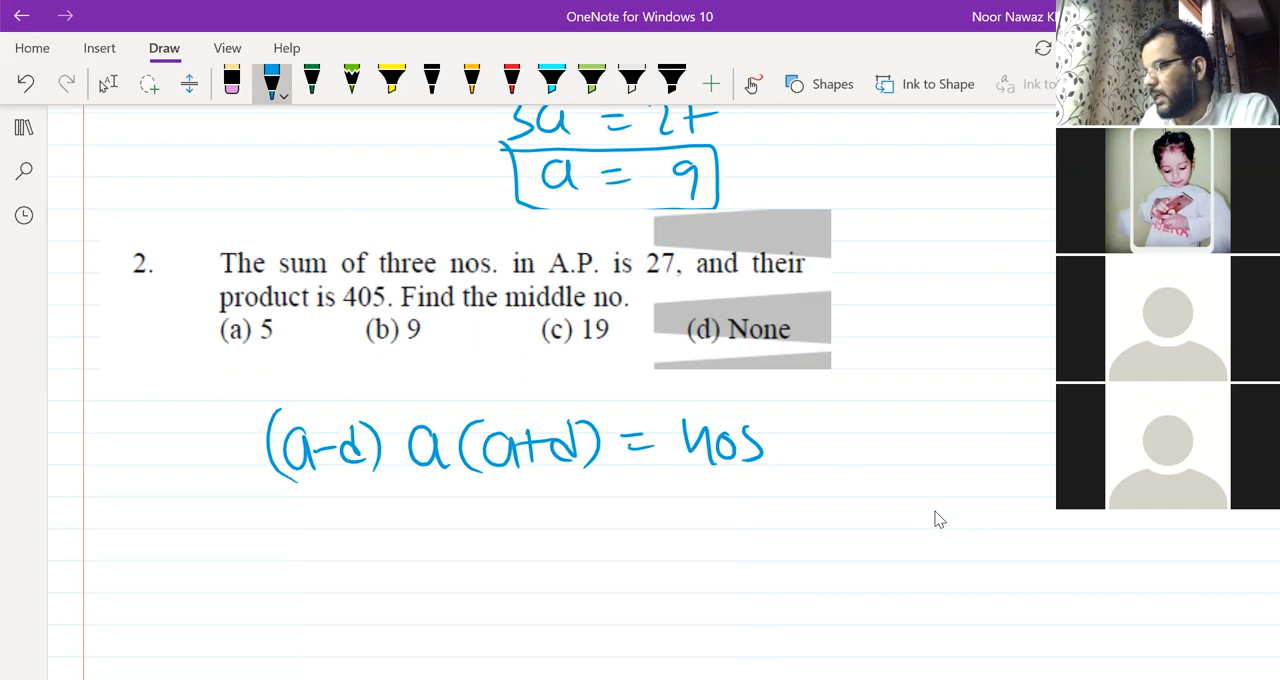 OneNote for Windows 10
Noor Nawaz K
Home Insert Draw View Help
Shapes Ink to Shape Ink to
3a = 27
a = 9
2. The sum of three nos. in A.P. is 27, and their
product is 405. Find the middle no.
(a) 5 (b) 9 (c) 19 (d) None
(a-d) a (a+d) = 405